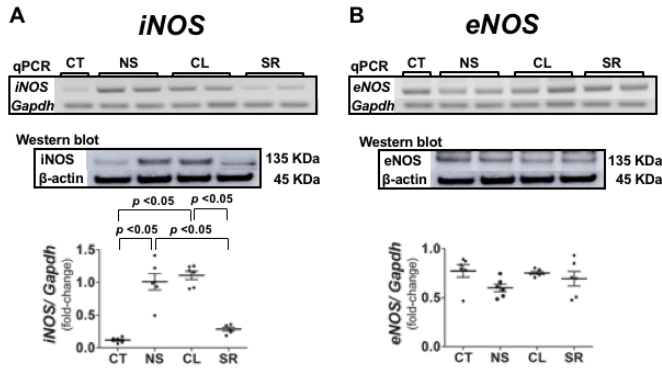 A
iNOS
qPCR CT NS CL SR
iNOS
Gapdh
Western blot
iNOS 135 KDa
β-actin 45 KDa
p <0.05 p <0.05
p <0.05 p <0.05
iNOS/ Gapdh
(fold-change)
1.5
1.0
0.5
0.0
CT NS CL SR
B
eNOS
qPCR CT NS CL SR
eNOS
Gapdh
Western blot
eNOS 135 KDa
β-actin 45 KDa
eNOS/ Gapdh
(fold-change)
1.0
0.5
0.0
CT NS CL SR